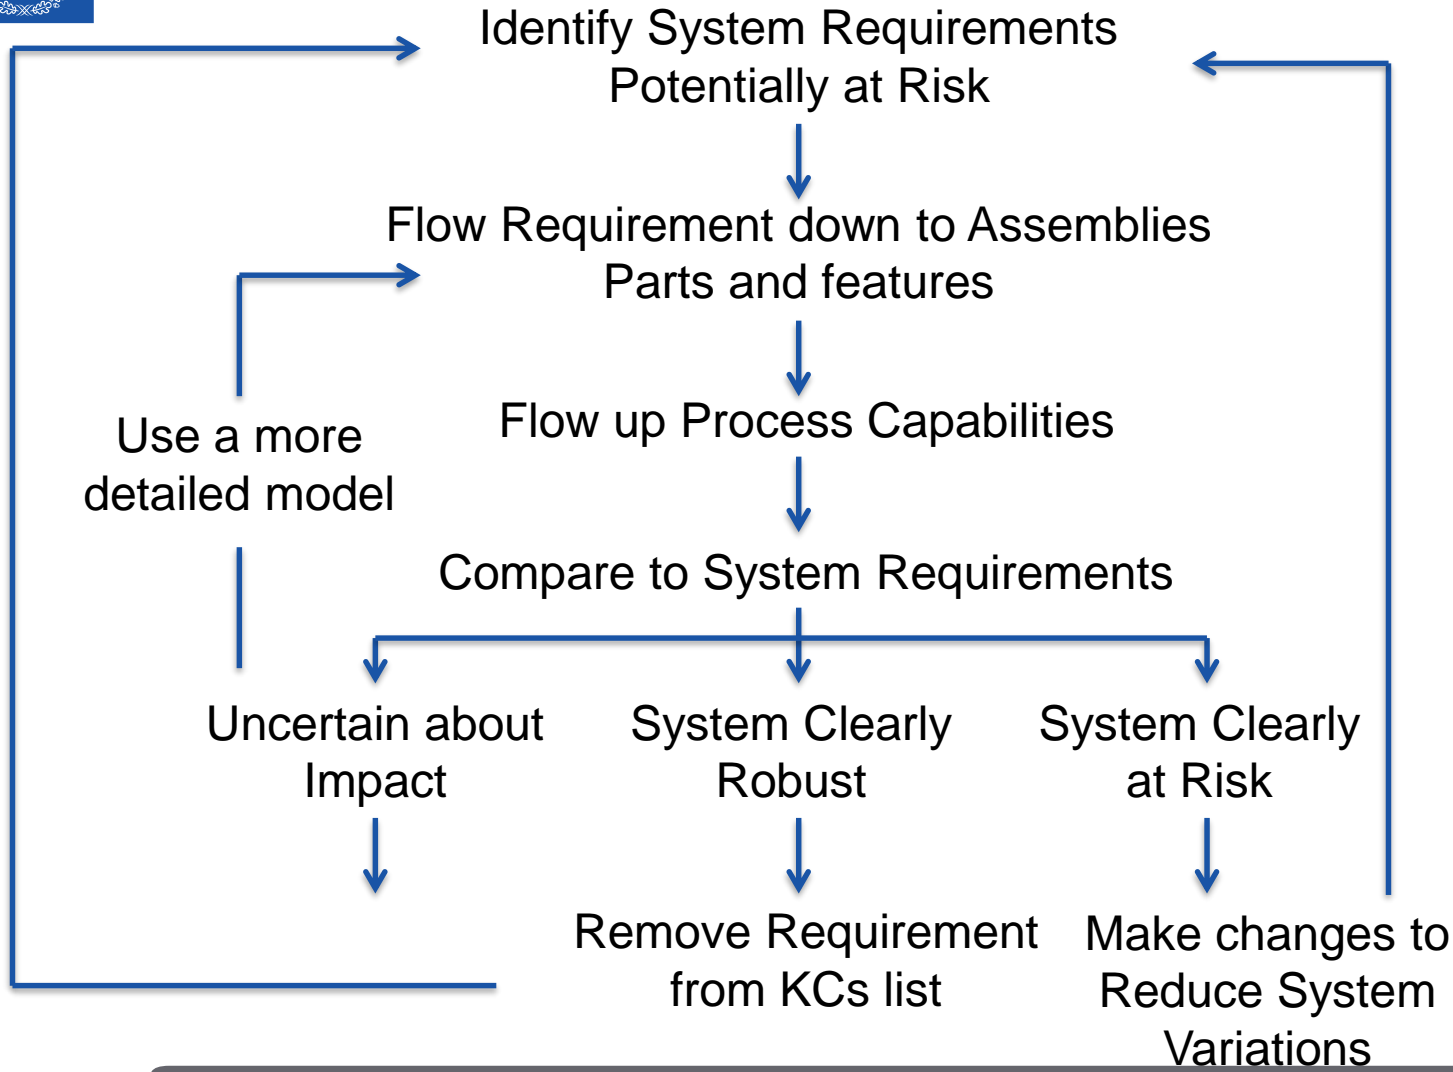 Identify System Requirements
Potentially at Risk
Flow Requirement down to Assemblies
Parts and features
Flow up Process Capabilities
Use a more
detailed model
Compare to System Requirements
Uncertain about
Impact
System Clearly
Robust
System Clearly
at Risk
Remove Requirement
from KCs list
Make changes to
Reduce System
Variations